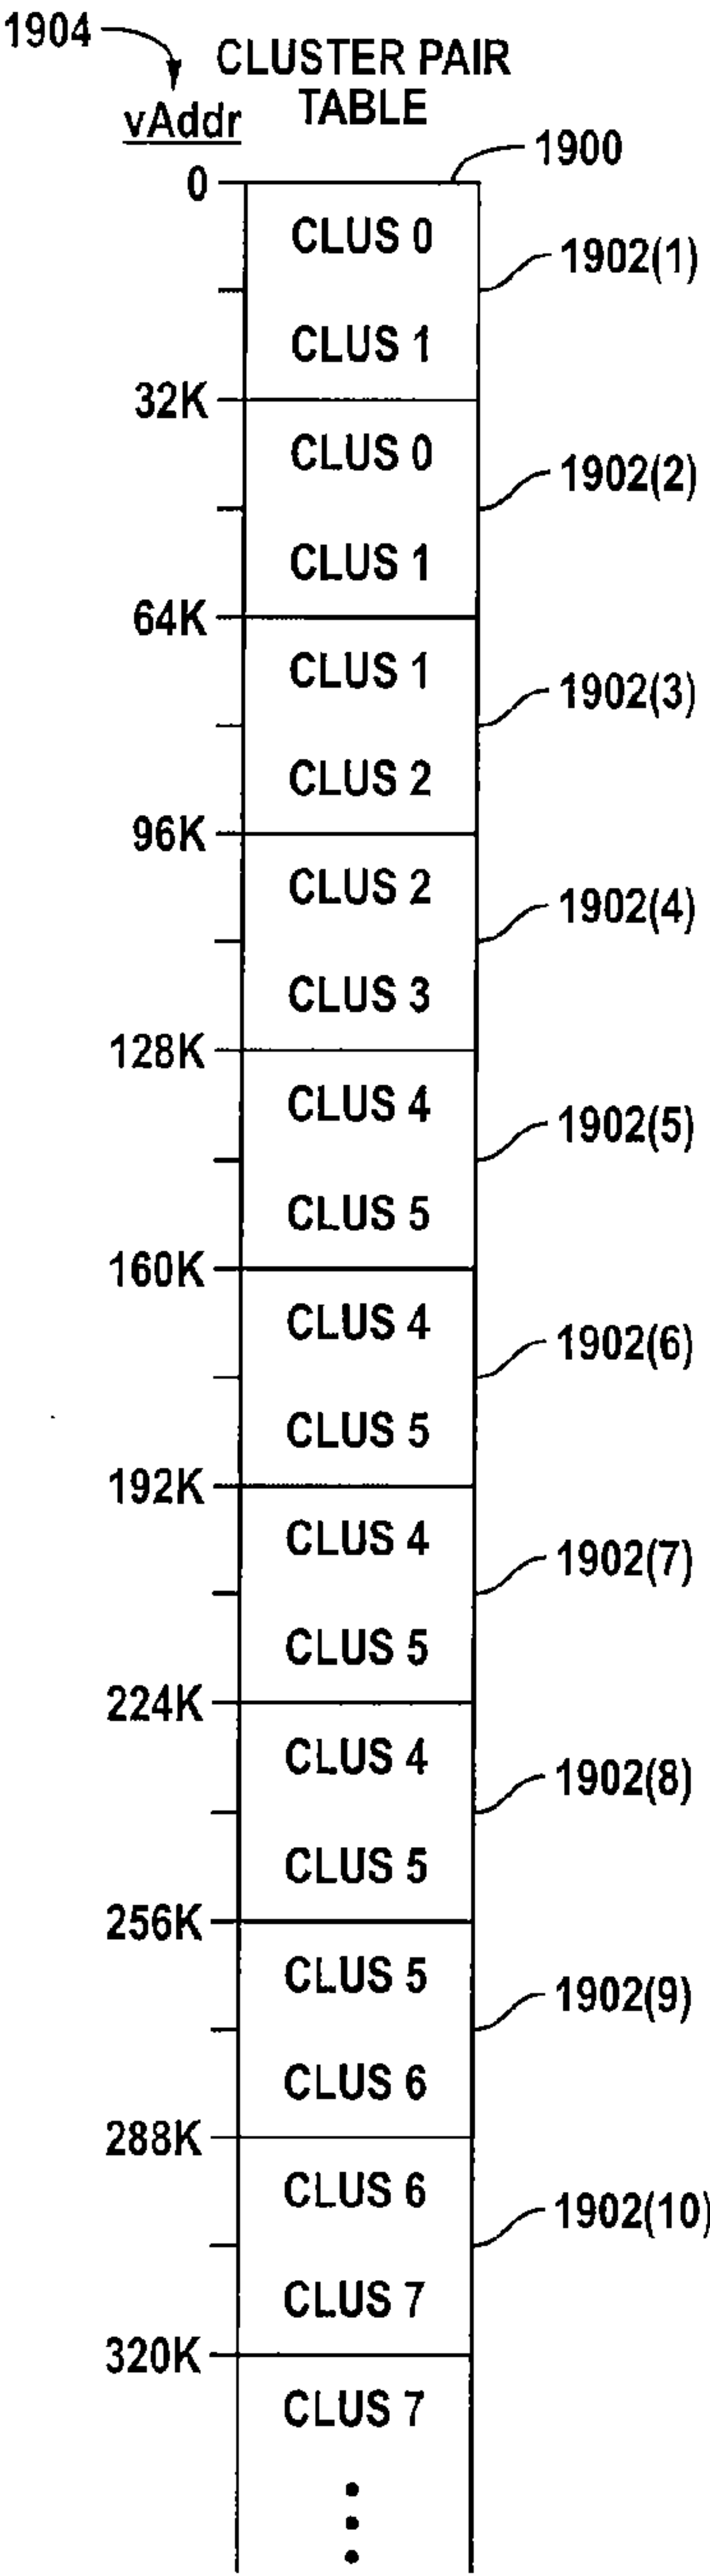 1904
CLUSTER PAIR
TABLE
vAddr
1900
0
CLUS 0
1902(1)
CLUS 1
32K
CLUS 0
1902(2)
CLUS 1
64K
CLUS 1
1902(3)
CLUS 2
96K
CLUS 2
1902(4)
CLUS 3
128K
CLUS 4
1902(5)
CLUS 5
160K
CLUS 4
1902(6)
CLUS 5
192K
CLUS 4
1902(7)
CLUS 5
224K
CLUS 4
1902(8)
CLUS 5
256K
CLUS 5
1902(9)
CLUS 6
288K
CLUS 6
1902(10)
CLUS 7
320K
CLUS 7